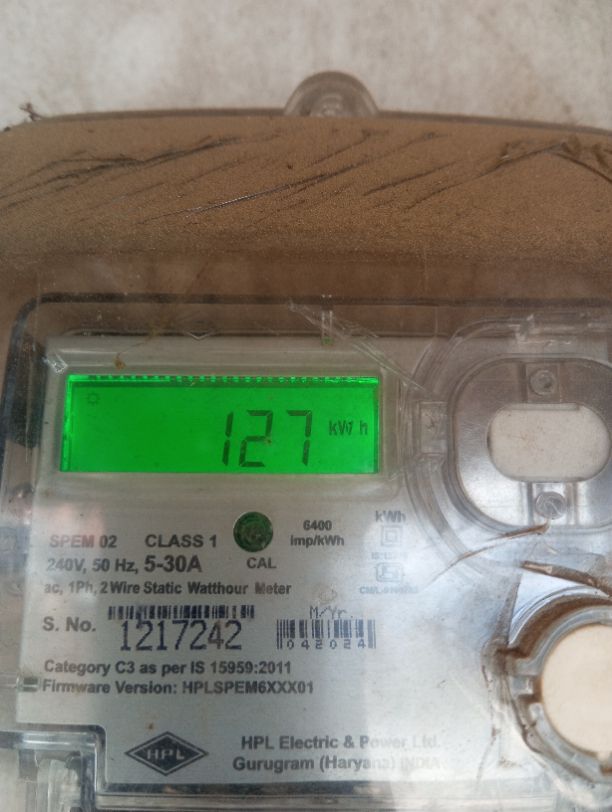 127 kWh
SPEM 02 CLASS 1 6400 kWh
240V, 50 Hz, 5-30A CAL imp/kWh
ac, 1Ph, 2 Wire Static Watthour Meter
M/Yr.
S. No. 1217242 042024
Category C3 as per IS 15959:2011
Firmware Version: HPLSPEM6XXX01
HPL HPL Electric & Power Ltd.
Gurugram (Haryana) INDIA